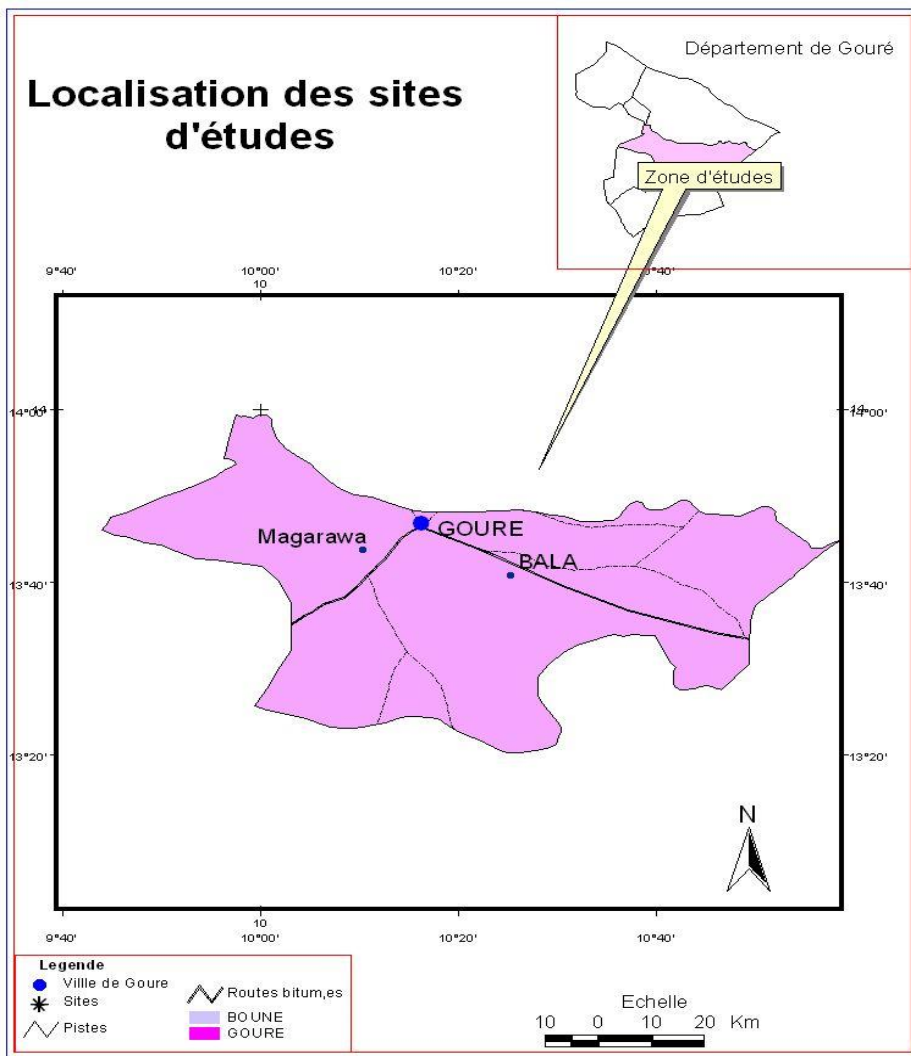 Localisation des sites
d'études
Département de Gouré
Zone d'études
9°40' 10°00' 10°20' 10°40'
10
14°00' 14°00'
GOURE
Magarawa
BALA
13°40' 13°40'
13°20' 13°20'
N
10
9°40' 10°00' 10°20' 10°40'
Legende
Villle de Goure
Sites
Pistes
Routes bitum,es
BOUNE
GOURE
Echelle
10 0 10 20 Km